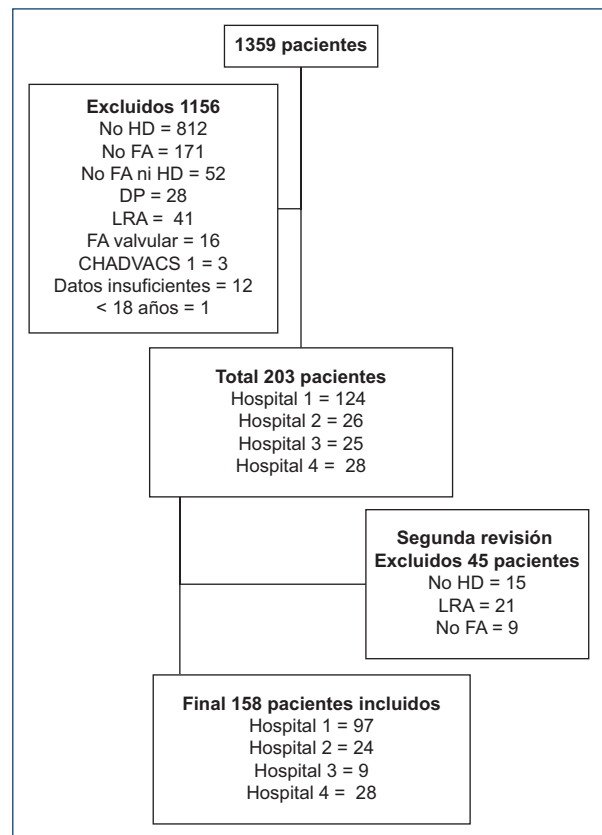 1359 pacientes
Excluidos 1156
No HD = 812
No FA = 171
No FA ni HD = 52
DP = 28
LRA = 41
FA valvular = 16
CHADVACS 1 = 3
Datos insuficientes = 12
< 18 años = 1
Total 203 pacientes
Hospital 1 = 124
Hospital 2 = 26
Hospital 3 = 25
Hospital 4 = 28
Segunda revisión
Excluidos 45 pacientes
No HD = 15
LRA = 21
No FA = 9
Final 158 pacientes incluidos
Hospital 1 = 97
Hospital 2 = 24
Hospital 3 = 9
Hospital 4 = 28